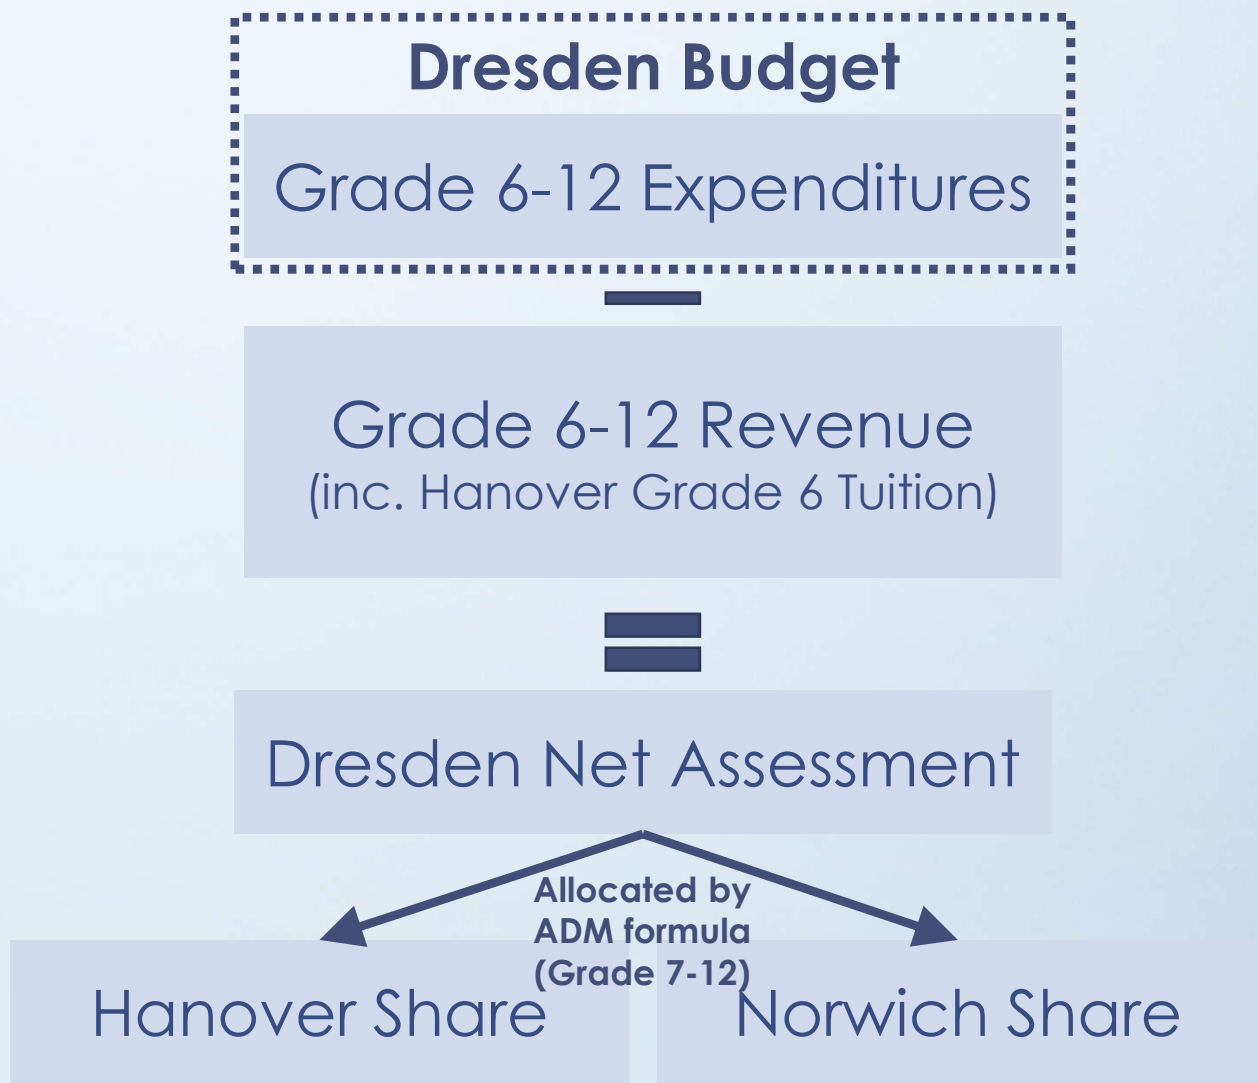 Dresden Budget
Grade 6-12 Expenditures
Grade 6-12 Revenue
(inc. Hanover Grade 6 Tuition)
Dresden Net Assessment
Allocated by
ADM formula
(Grade 7-12)
Hanover Share
Norwich Share